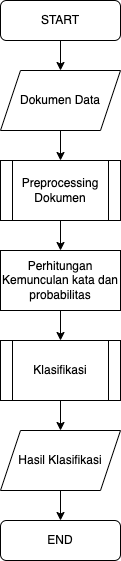 START
Dokumen Data
Preprocessing
Dokumen
Perhitungan
Kemunculan kata dan
probabilitas
Klasifikasi
Hasil Klasifikasi
END